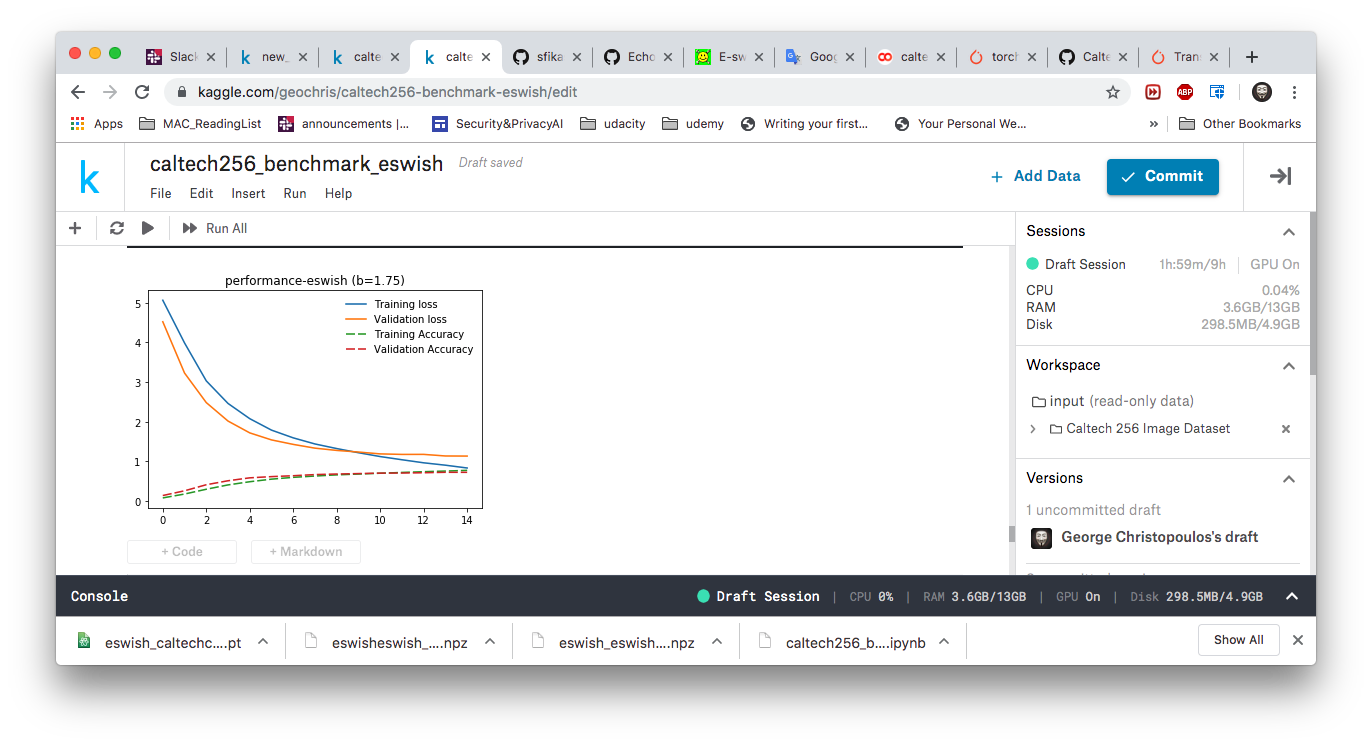 Slack new_ calte calte sfika Echo E-sw Goog calte torch Calte Tran
kaggle.com/geochris/caltech256-benchmark-eswish/edit
ABP
Apps MAC_ReadingList announcements |... Security&PrivacyAI udacity udemy Writing your first... Your Personal We... » Other Bookmarks
k
caltech256_benchmark_eswish Draft saved
File Edit Insert Run Help
+ Add Data
Commit
+ Run All
performance-eswish (b=1.75)
Training loss
Validation loss
Training Accuracy
Validation Accuracy
5
4
3
2
1
0
0 2 4 6 8 10 12 14
+ Code + Markdown
Sessions
Draft Session 1h:59m/9h GPU On
CPU 0.04%
RAM 3.6GB/13GB
Disk 298.5MB/4.9GB
Workspace
input (read-only data)
Caltech 256 Image Dataset
Versions
1 uncommitted draft
George Christopoulos's draft
Console Draft Session | CPU 0% | RAM 3.6GB/13GB | GPU On | Disk 298.5MB/4.9GB
eswish_caltechc....pt eswisheswish_....npz eswish_eswish....npz caltech256_b....ipynb Show All